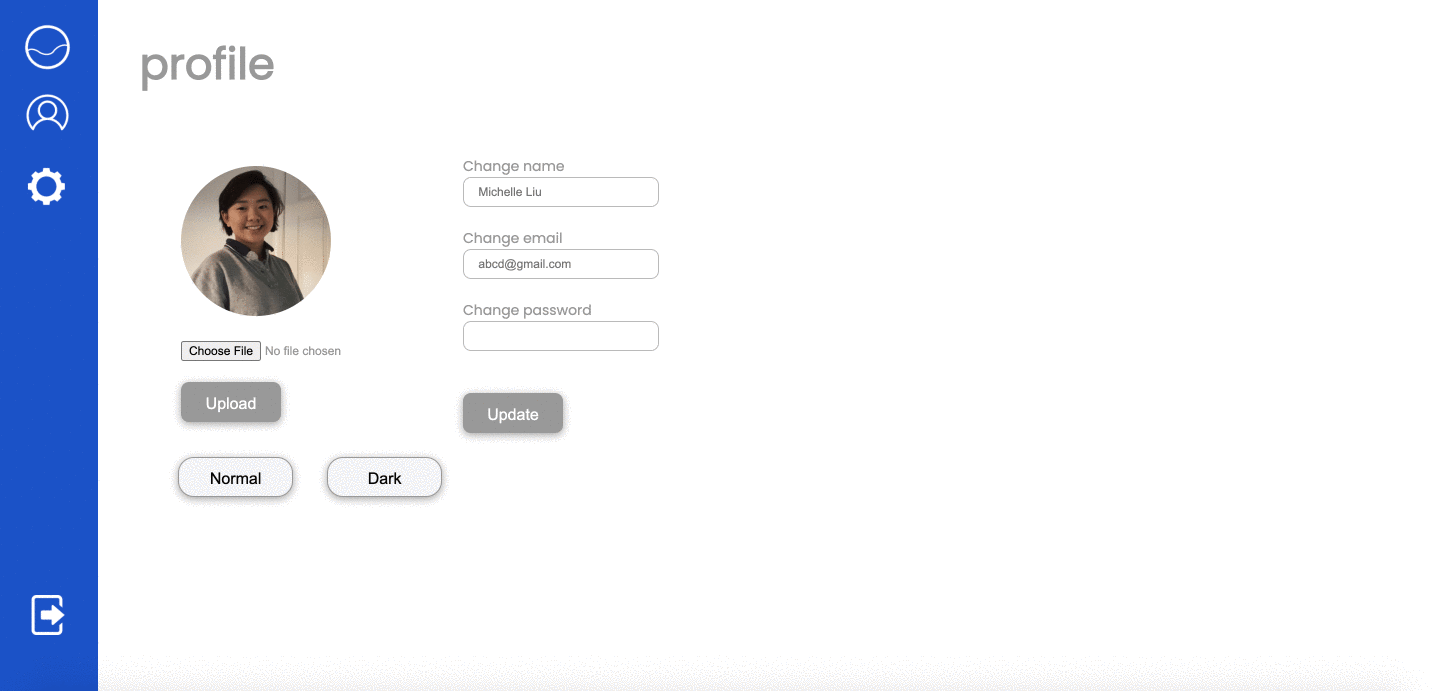 profile
Change name
Michelle Liu
Change email
abcd@gmail.com
Change password
Choose File No file chosen
Upload
Update
Normal
Dark